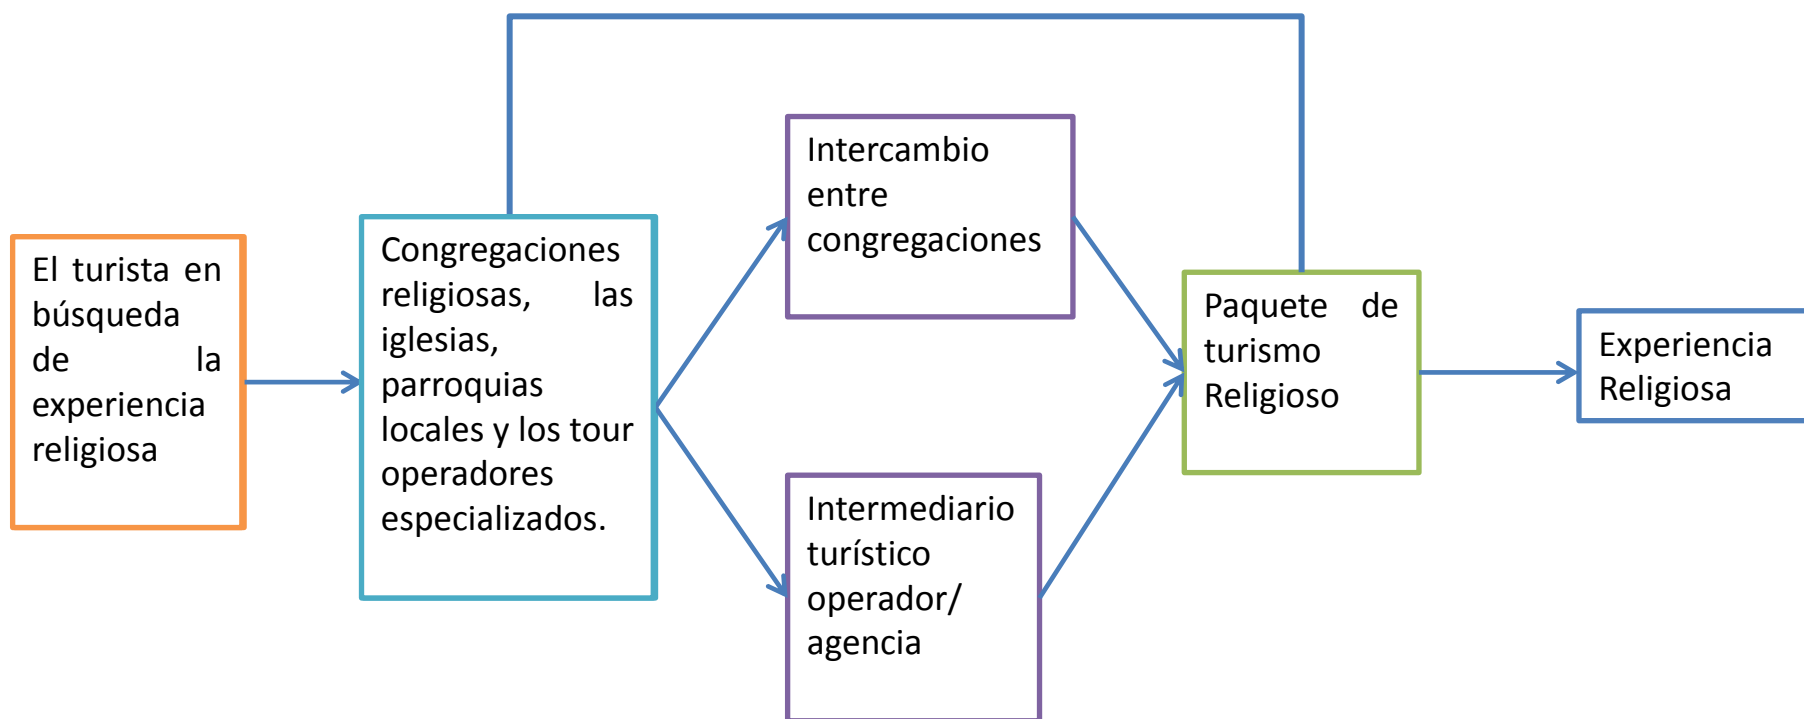 El turista en
búsqueda
de la
experiencia
religiosa
Congregaciones
religiosas, las
iglesias,
parroquias
locales y los tour
operadores
especializados.
Intercambio
entre
congregaciones
Intermediario
turístico
operador/
agencia
Paquete de
turismo
Religioso
Experiencia
Religiosa